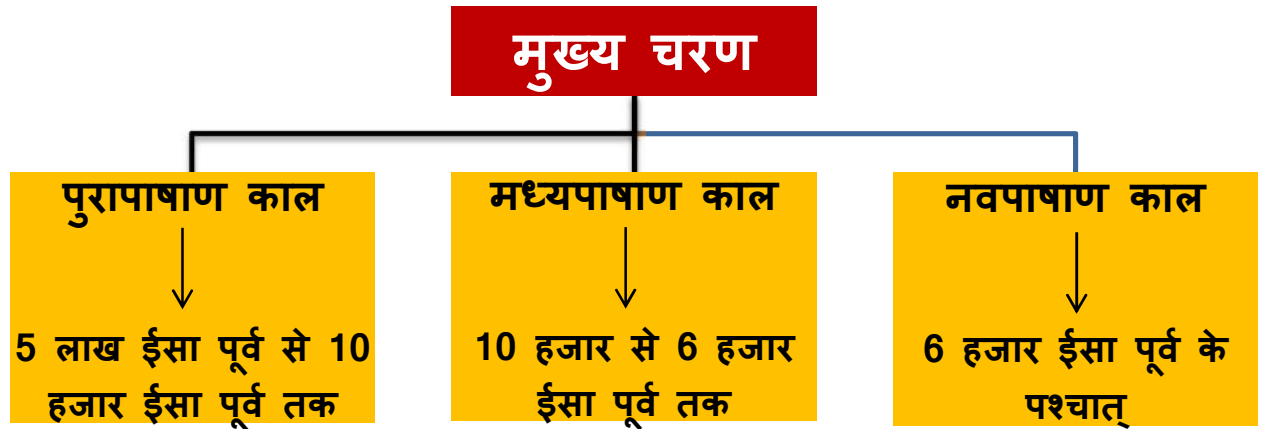 मुख्य चरण
पुरापाषाण काल
5 लाख ईसा पूर्व से 10
हजार ईसा पूर्व तक
मध्यपाषाण काल
10 हजार से 6 हजार
ईसा पूर्व तक
नवपाषाण काल
6 हजार ईसा पूर्व के
पश्चात्